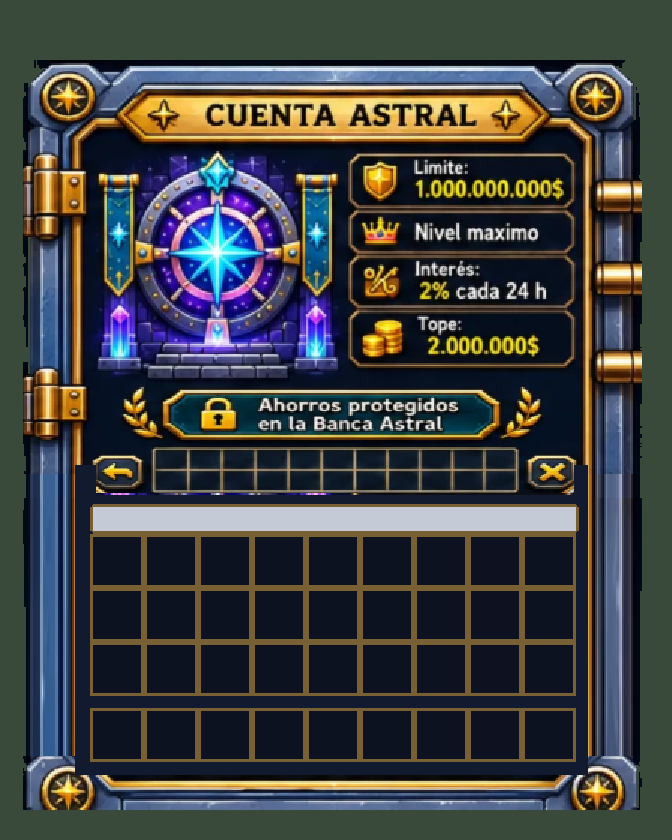 CUENTA ASTRAL
Limite:
1.000.000.000$
Nivel maximo
Interés:
2% cada 24 h
Tope:
2.000.000$
Ahorros protegidos
en la Banca Astral